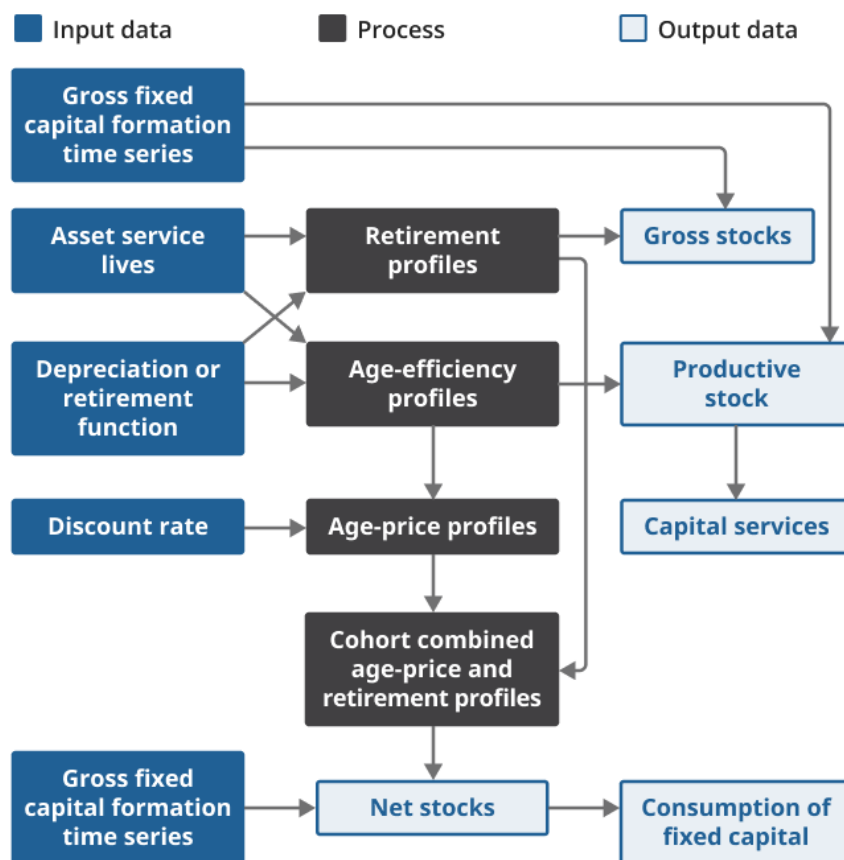 Input data
Process
Output data
Gross fixed
capital formation
time series
Asset service
lives
Retirement
profiles
Gross stocks
Depreciation or
retirement
function
Age-efficiency
profiles
Productive
stock
Discount rate
Age-price profiles
Capital services
Cohort combined
age-price and
retirement profiles
Gross fixed
capital formation
time series
Net stocks
Consumption of
fixed capital